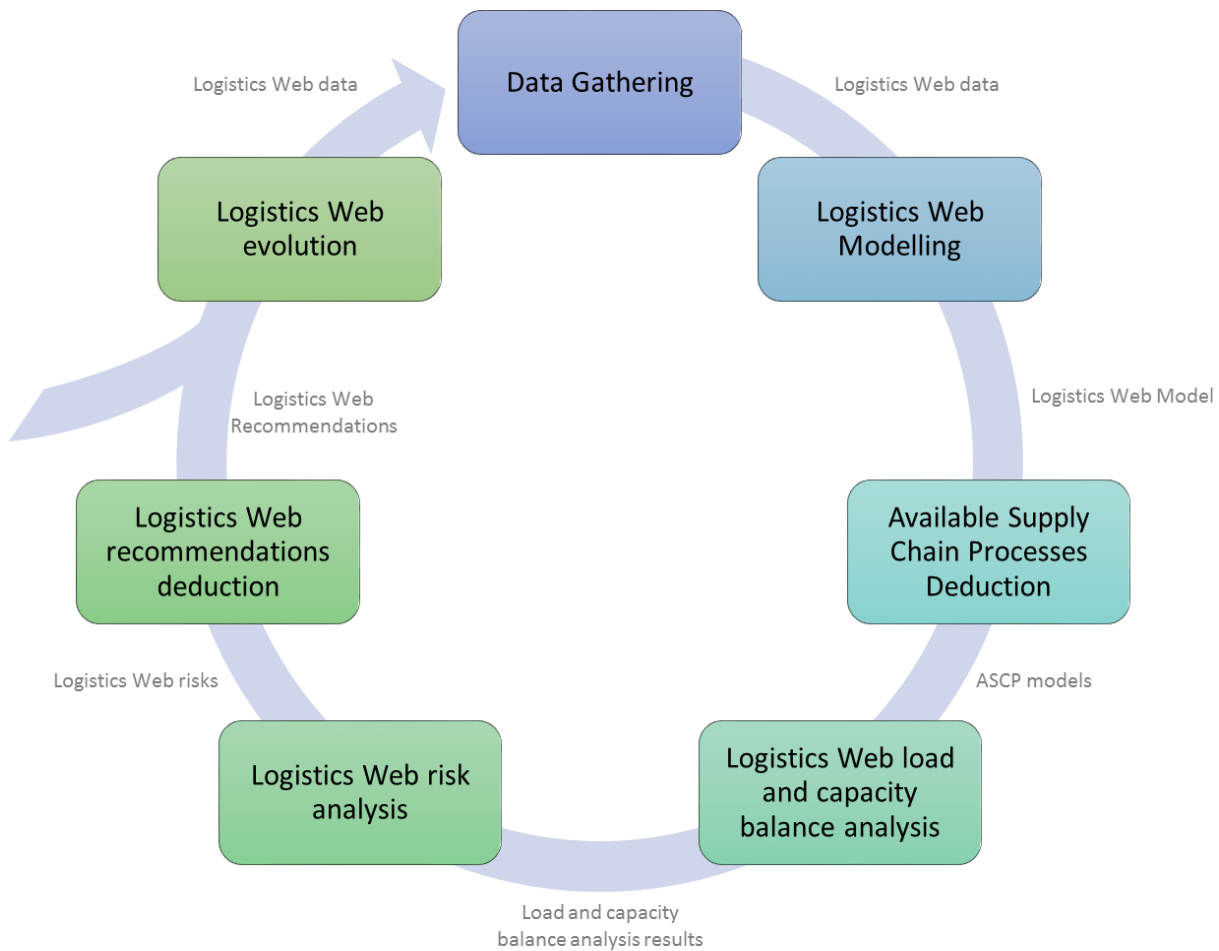 Data Gathering
Logistics Web data
Logistics Web
Modelling
Logistics Web Model
Available Supply
Chain Processes
Deduction
ASCP models
Logistics Web load
and capacity
balance analysis
Load and capacity
balance analysis results
Logistics Web risk
analysis
Logistics Web risks
Logistics Web
recommendations
deduction
Logistics Web
Recommendations
Logistics Web
evolution
Logistics Web data